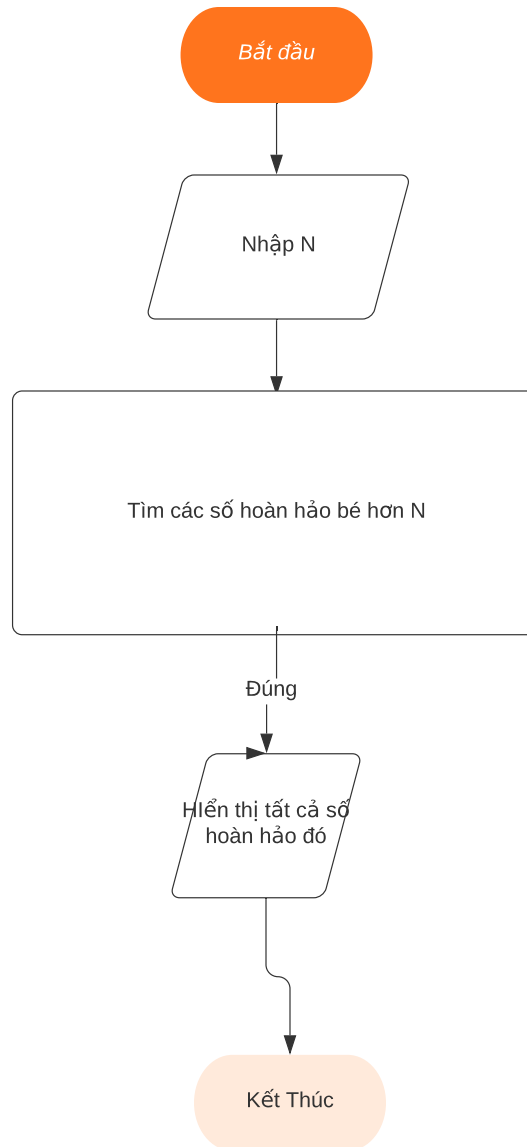 Bắt đầu
Nhập N
Tìm các số hoàn hảo bé hơn N
Đúng
HIển thị tất cả số
hoàn hảo đó
Kết Thúc